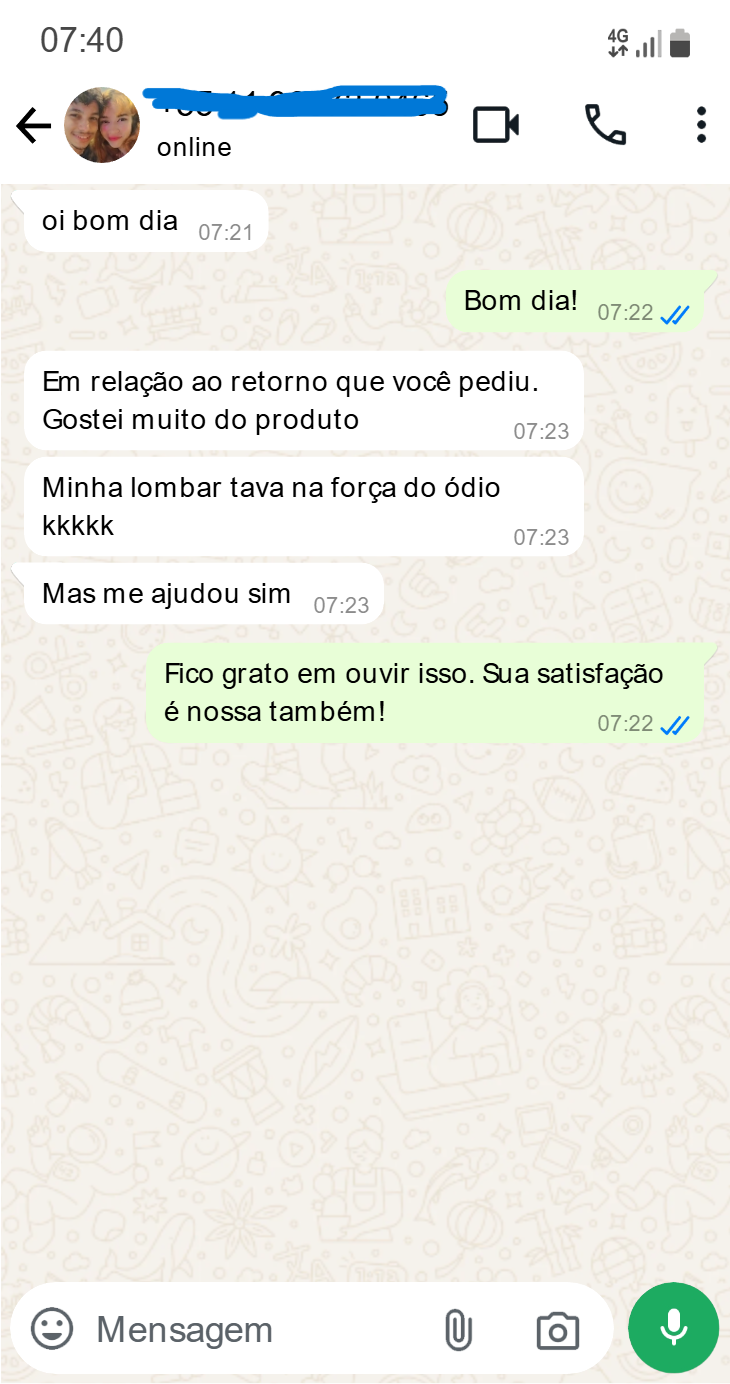 07:40
4G
online
oi bom dia 07:21
Bom dia! 07:22
Em relação ao retorno que você pediu.
Gostei muito do produto
07:23
Minha lombar tava na força do ódio
kkkkk
07:23
Mas me ajudou sim 07:23
Fico grato em ouvir isso. Sua satisfação
é nossa também!
07:22
Mensagem